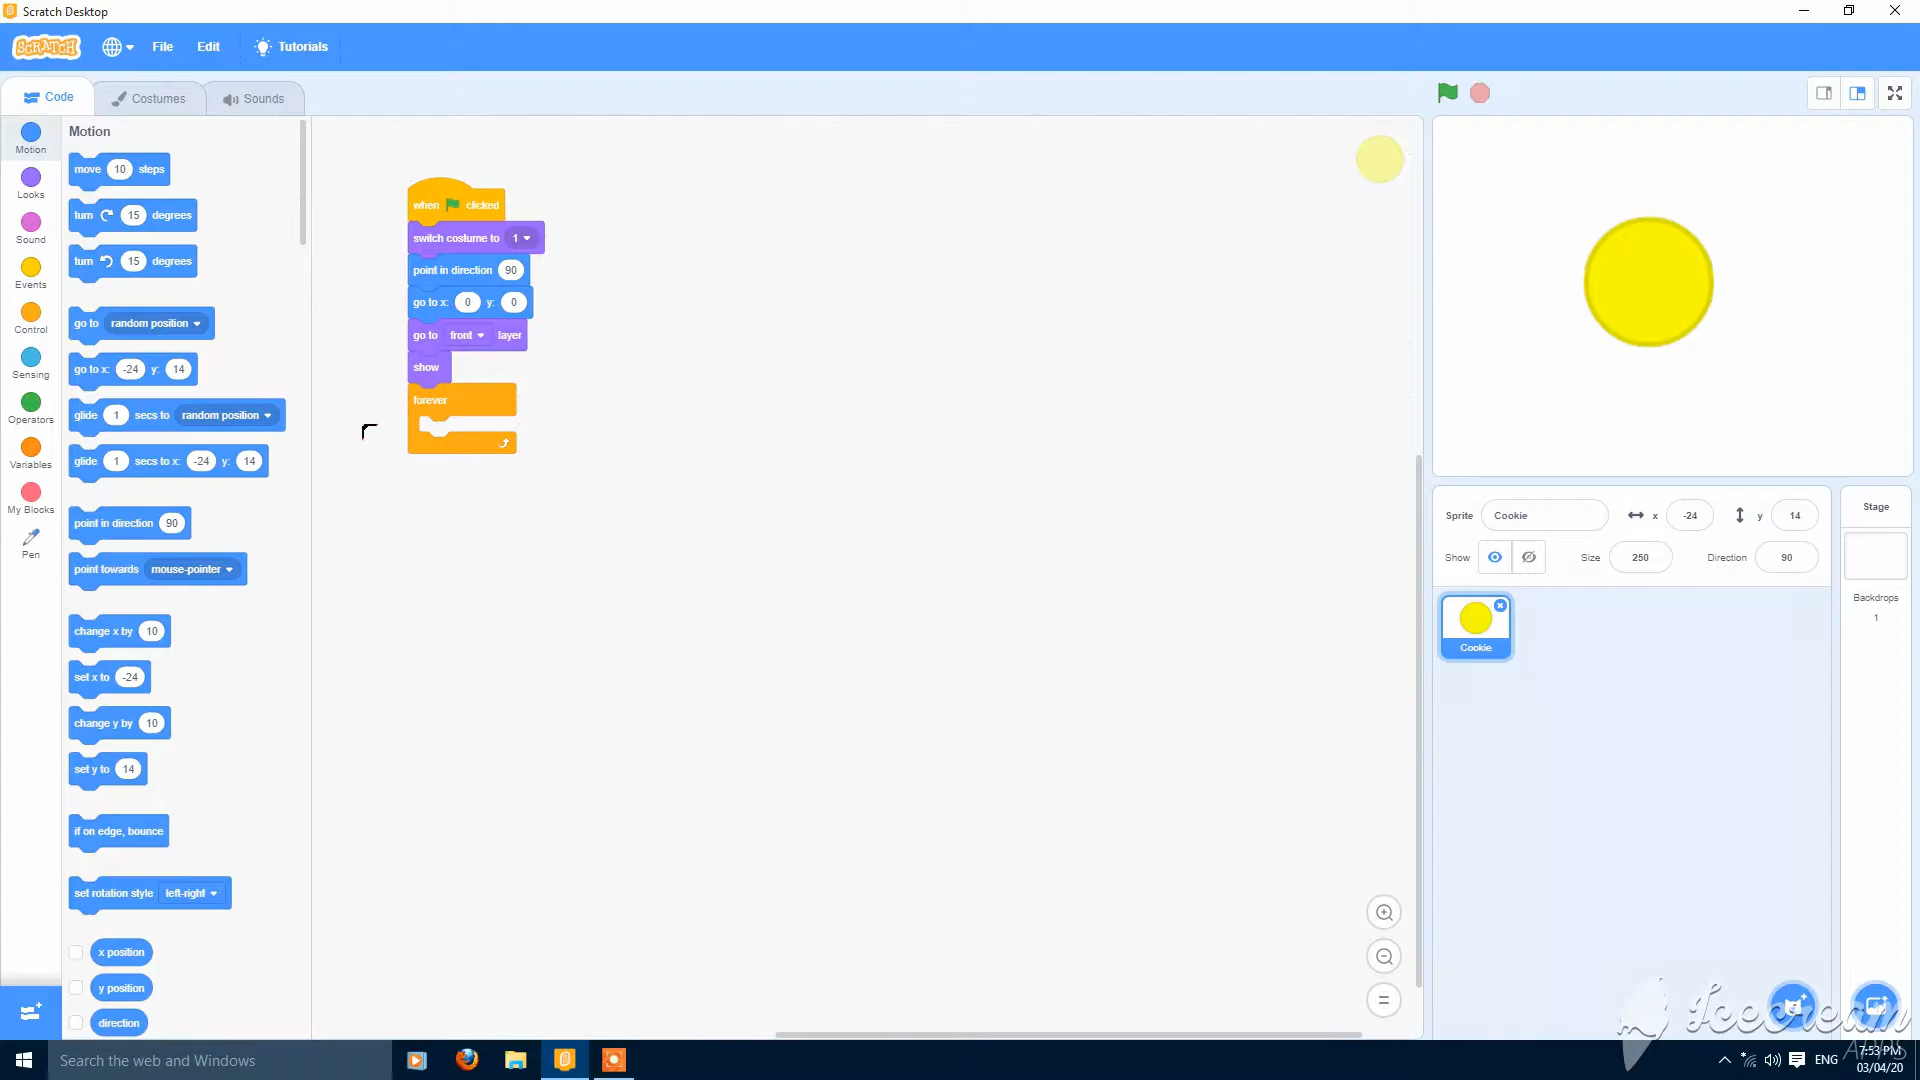 Scratch Desktop
SCRATCH
File
Edit
Tutorials
Code
Costumes
Sounds
Motion
Looks
Sound
Events
Control
Sensing
Operators
Variables
My Blocks
Pen
Motion
move 10 steps
turn 15 degrees
turn 15 degrees
go to random position
go to x: -24 y: 14
glide 1 secs to random position
glide 1 secs to x: -24 y: 14
point in direction 90
point towards mouse-pointer
change x by 10
set x to -24
change y by 10
set y to 14
if on edge, bounce
set rotation style left-right
x position
y position
direction
when clicked
switch costume to 1
point in direction 90
go to x: 0 y: 0
go to front layer
show
forever
Sprite Cookie x -24 y 14
Show Size 250 Direction 90
Cookie
Stage
Backdrops
1
Icecream
APPS
Search the web and Windows
ENG
7:53 PM
03/04/20